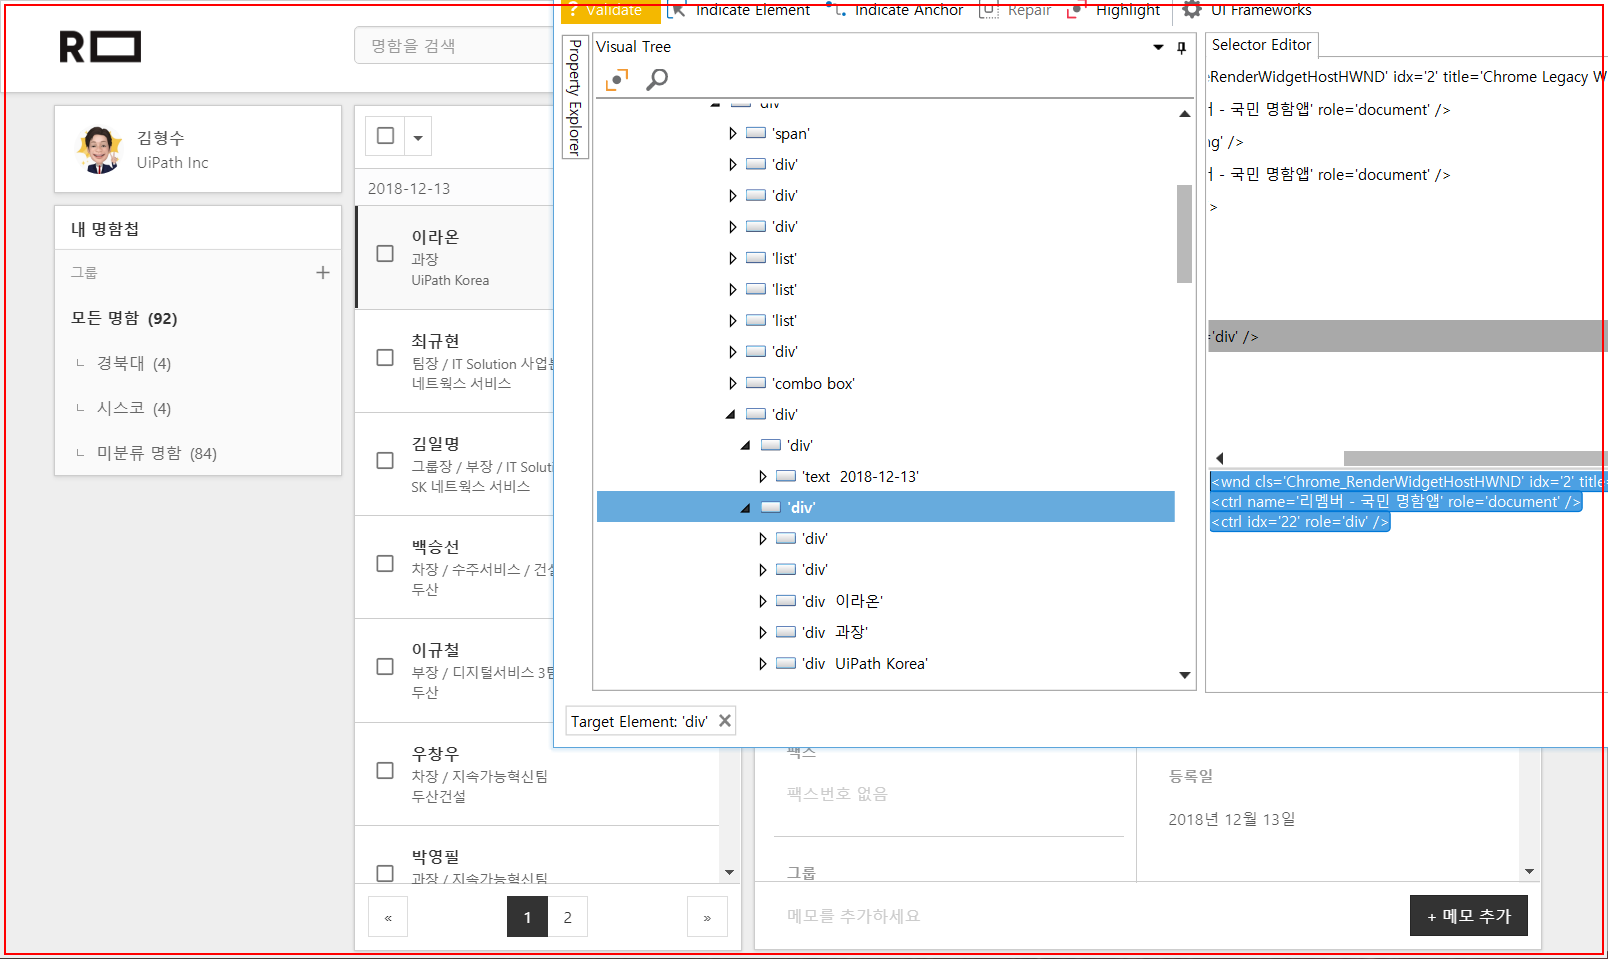 ? Validate
Indicate Element
Indicate Anchor
Repair
Highlight
UI Frameworks
R
명함을 검색
김형수
UiPath Inc
내 명함첩
그룹
모든 명함 (92)
ㄴ 경북대 (4)
ㄴ 시스코 (4)
ㄴ 미분류 명함 (84)
2018-12-13
이라온
과장
UiPath Korea
최규현
팀장 / IT Solution 사업
네트웍스 서비스
김일명
그룹장 / 부장 / IT Soluti
SK 네트웍스 서비스
백승선
차장 / 수주서비스 / 건설
두산
이규철
부장 / 디지털서비스 3팀
두산
우창우
차장 / 지속가능혁신팀
두산건설
박영필
과장 / 지속가능혁신팀
«
1
2
»
Property Explorer
Visual Tree
'div'
'span'
'div'
'div'
'div'
'list'
'list'
'list'
'div'
'combo box'
'div'
'div'
'text 2018-12-13'
'div'
'div'
'div'
'div 이라온'
'div 과장'
'div UiPath Korea'
Target Element: 'div'
Selector Editor
RenderWidgetHostHWND' idx='2' title='Chrome Legacy W
- 국민 명함앱' role='document' />
ng' />
- 국민 명함앱' role='document' />
>
='div' />
<wnd cls='Chrome_RenderWidgetHostHWND' idx='2' title=
<ctrl name='리멤버 - 국민 명함앱' role='document' />
<ctrl idx='22' role='div' />
팩스
팩스번호 없음
그룹
등록일
2018년 12월 13일
메모를 추가하세요
+ 메모 추가